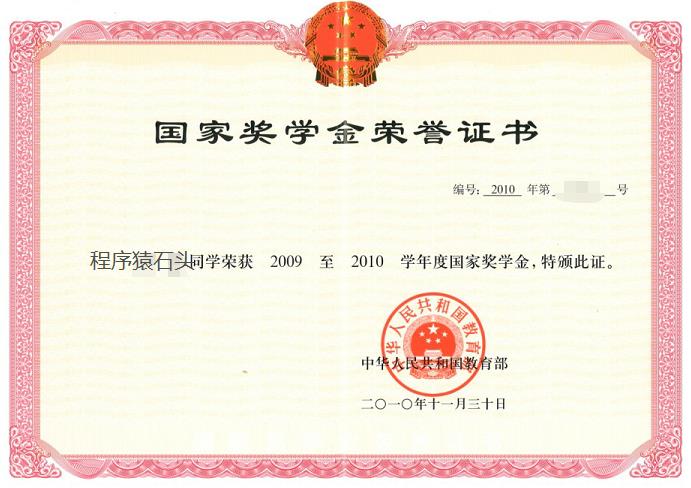 国家奖学金荣誉证书
编号: 2010 年第 号
程序猿石头同学荣获 2009 至 2010 学年度国家奖学金,特颁此证。
中华人民共和国教育部
中华人民共和国教育部
二〇一〇年十一月三十日